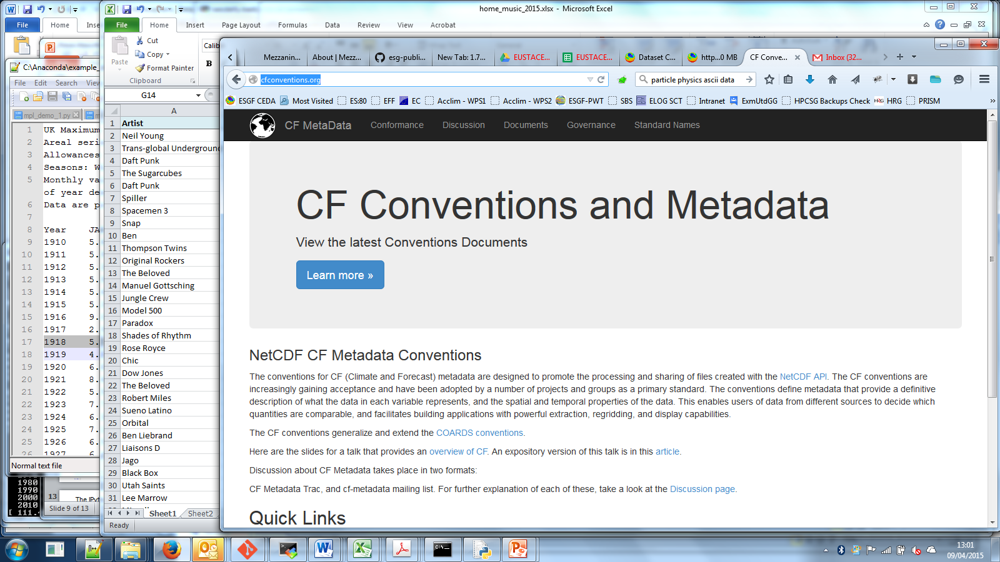 home_music_2015.xlsx - Microsoft Excel
File Home Inse
File Home Insert Page Layout Formulas Data Review View Acrobat
Paste
Cut
Copy
Format Painter
Clipboard
Calib
B
G14
A
1 Artist
2 Neil Young
3 Trans-global Underground
4 Daft Punk
5 The Sugarcubes
6 Daft Punk
7 Spiller
8 Spacemen 3
9 Snap
10 Ben
11 Thompson Twins
12 Original Rockers
13 The Beloved
14 Manuel Gottsching
15 Jungle Crew
16 Model 500
17 Paradox
18 Shades of Rhythm
19 Rose Royce
20 Chic
21 Dow Jones
22 The Beloved
23 Robert Miles
24 Sueno Latino
25 Orbital
26 Ben Liebrand
27 Liaisons D
28 Jago
29 Black Box
30 Utah Saints
31 Lee Marrow
Sheet1 Sheet2
Ready
C:\Anaconda\example_
File Edit Search View
mpl_demo_1.py
1 UK Maximum
2 Areal seri
3 Allowances
4 Seasons: W
5 Monthly va
of year de
6 Data are p
7
8 Year JA
9 1910 5.
10 1911 5.
11 1912 5.
12 1913 5.
13 1914 5.
14 1915 5.
15 1916 9.
16 1917 2.
17 1918 5.
18 1919 4.
19 1920 6.
20 1921 8.
21 1922 5.
22 1923 7.
23 1924 6.
24 1925 7.
25 1926 6.
26 1927 6
Normal text file
1980
1990
2000
2010
[ 111.4
13
The IPyt
Slide 9 of 13
Mezzanin... About | Mezz... esg-publi... New Tab: 1.7... EUSTACE... EUSTACE... Dataset C... http...0 MB CF Conve... Inbox (32...
cfconventions.org
particle physics ascii data
ESGF CEDA Most Visited ES:80 EFF EC Acclim - WPS1 Acclim - WPS2 ESGF-PWT SBS ELOG SCT Intranet ExmUtdGG HPCSG Backups Check HRG HRG PRISM
CF MetaData Conformance Discussion Documents Governance Standard Names
CF Conventions and Metadata
View the latest Conventions Documents
Learn more »
NetCDF CF Metadata Conventions
The conventions for CF (Climate and Forecast) metadata are designed to promote the processing and sharing of files created with the NetCDF API. The CF conventions are
increasingly gaining acceptance and have been adopted by a number of projects and groups as a primary standard. The conventions define metadata that provide a definitive
description of what the data in each variable represents, and the spatial and temporal properties of the data. This enables users of data from different sources to decide which
quantities are comparable, and facilitates building applications with powerful extraction, regridding, and display capabilities.
The CF conventions generalize and extend the COARDS conventions.
Here are the slides for a talk that provides an overview of CF. An expository version of this talk is in this article.
Discussion about CF Metadata takes place in two formats:
CF Metadata Trac, and cf-metadata mailing list. For further explanation of each of these, take a look at the Discussion page.
Quick Links
13:01
09/04/2015